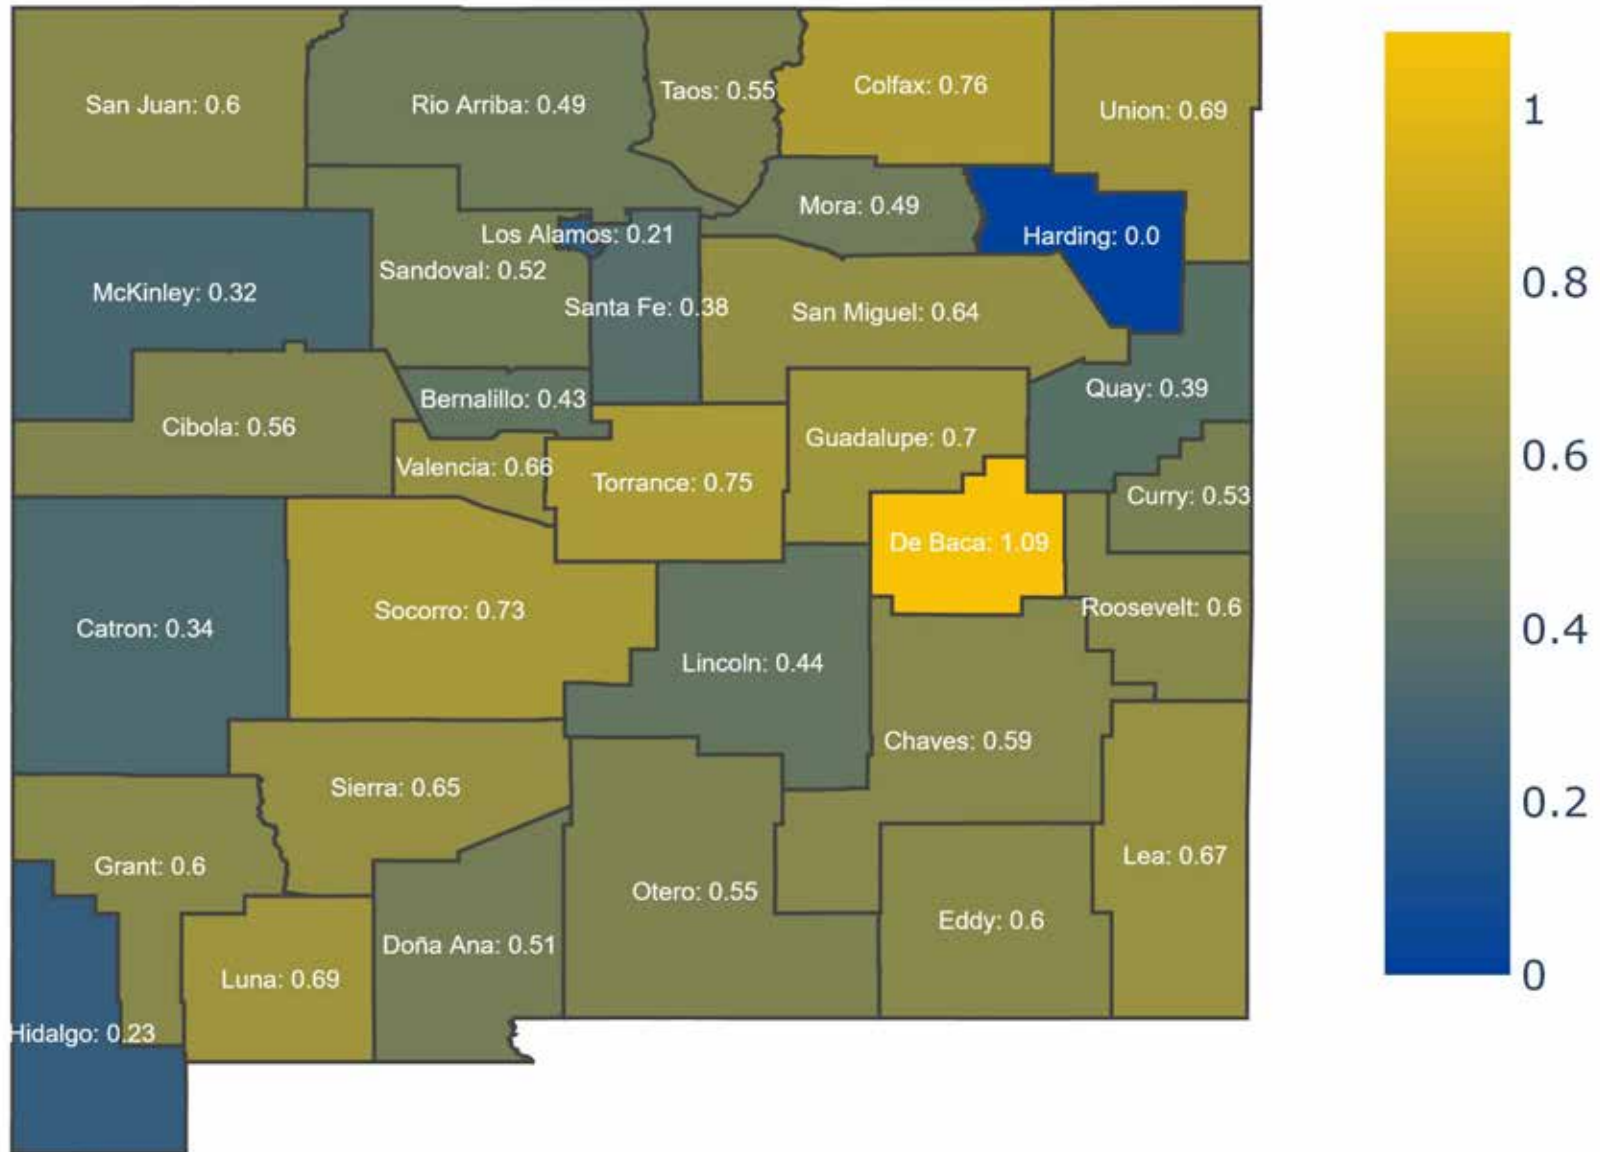 San Juan: 0.6
Rio Arriba: 0.49
Taos: 0.55
Colfax: 0.76
Union: 0.69
Mora: 0.49
Harding: 0.0
Los Alamos: 0.21
Sandoval: 0.52
McKinley: 0.32
Santa Fe: 0.38
San Miguel: 0.64
Quay: 0.39
Bernalillo: 0.43
Cibola: 0.56
Guadalupe: 0.7
Valencia: 0.66
Torrance: 0.75
Curry: 0.53
De Baca: 1.09
Roosevelt: 0.6
Socorro: 0.73
Catron: 0.34
Lincoln: 0.44
Chaves: 0.59
Sierra: 0.65
Lea: 0.67
Grant: 0.6
Otero: 0.55
Eddy: 0.6
Doña Ana: 0.51
Luna: 0.69
Hidalgo: 0.23
1
0.8
0.6
0.4
0.2
0